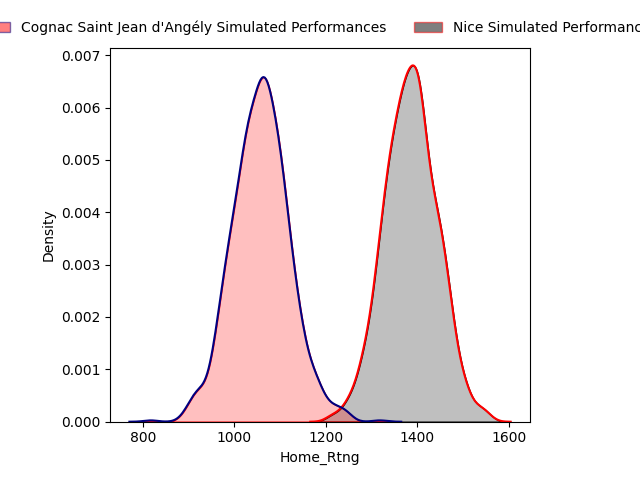 Cognac Saint Jean d'Angély Simulated Performances
Nice Simulated
0.007
0.006
0.005
0.004
0.003
0.002
0.001
0.000
Density
800 1000 1200 1400 1600
Home_Rtng